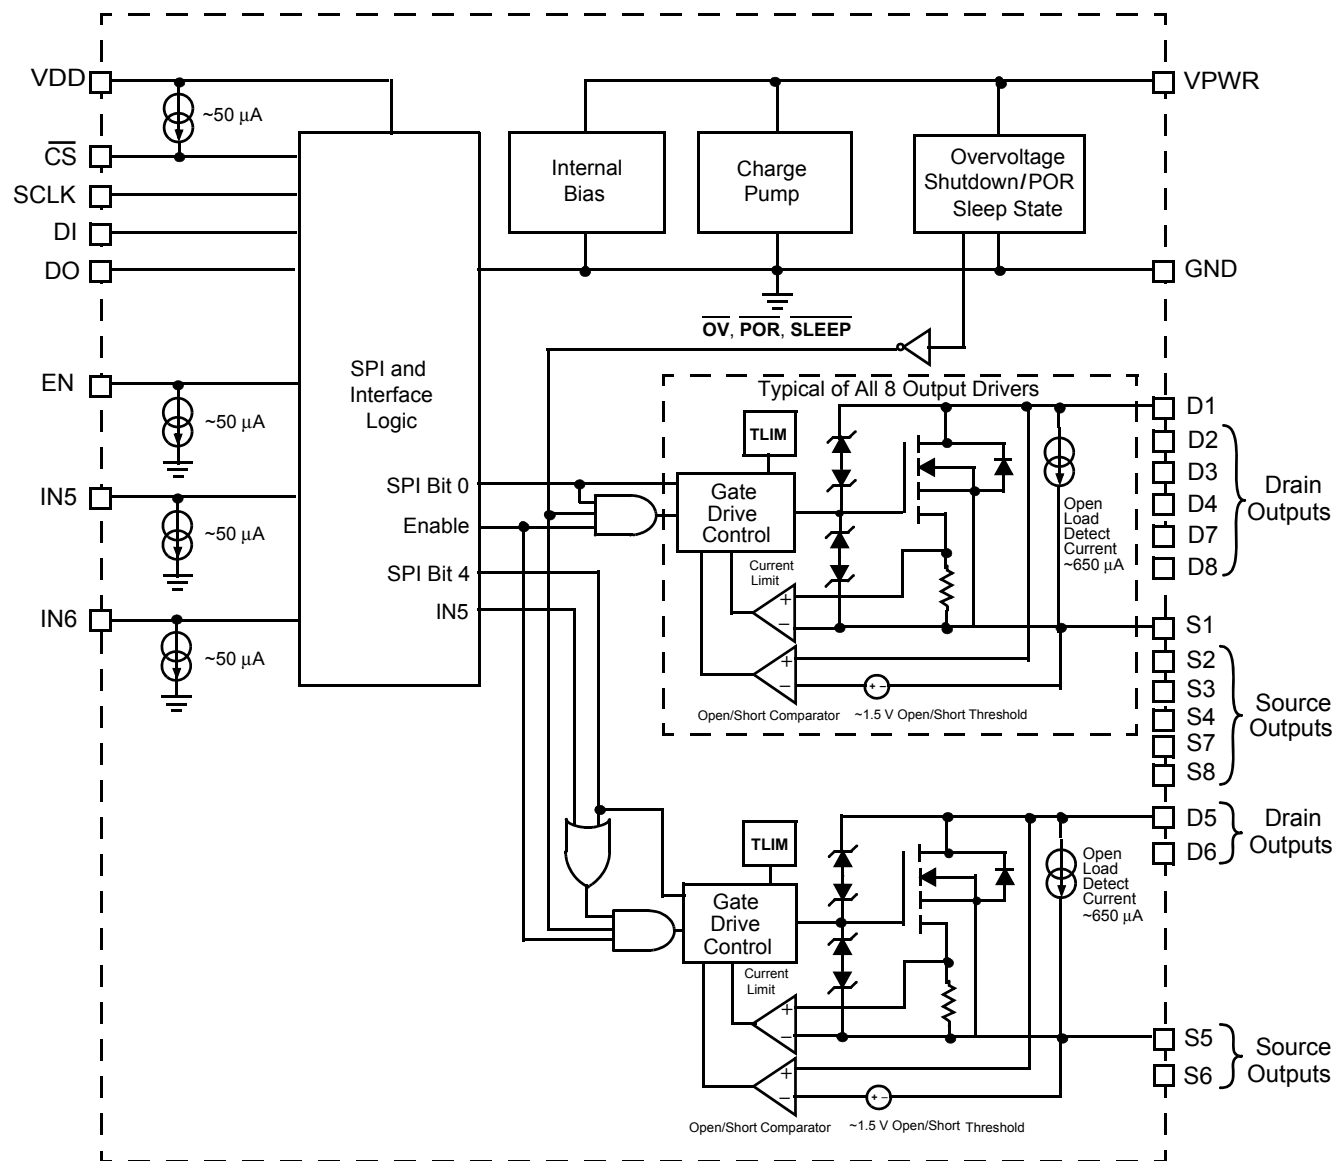 VDD
~50 μA
CS
SCLK
DI
DO
EN
~50 μA
IN5
~50 μA
IN6
~50 μA
SPI and
Interface
Logic
SPI Bit 0
Enable
SPI Bit 4
IN5
Internal
Bias
Charge
Pump
Overvoltage
Shutdown/POR
Sleep State
VPWR
GND
OV, POR, SLEEP
Typical of All 8 Output Drivers
TLIM
Gate
Drive
Control
Current
Limit
+
−
+
−
+ −
Open
Load
Detect
Current
~650 μA
Open/Short Comparator
~1.5 V Open/Short Threshold
D1
D2
D3
D4
D7
D8
Drain
Outputs
S1
S2
S3
S4
S7
S8
Source
Outputs
TLIM
Gate
Drive
Control
Current
Limit
+
−
+
−
+ −
Open
Load
Detect
Current
~650 μA
Open/Short Comparator
~1.5 V Open/Short Threshold
D5
D6
Drain
Outputs
S5
S6
Source
Outputs